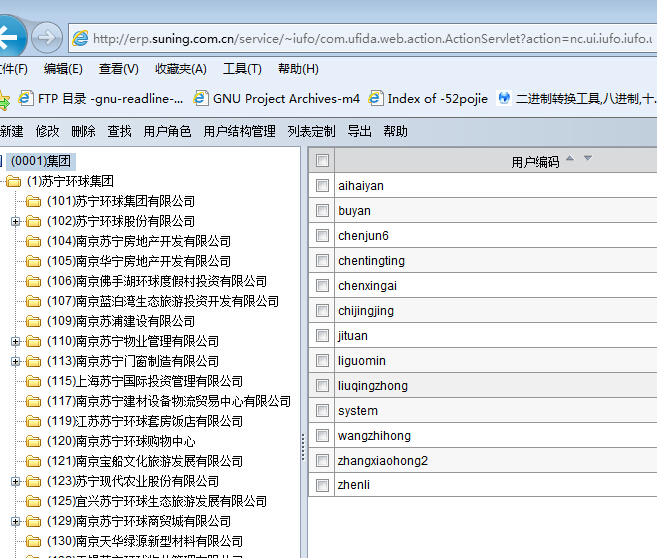 http://erp.suning.com.cn/service/~iufo/com.ufida.web.action.ActionServlet?action=nc.ui.iufo.iufo.u
文件(F) 编辑(E) 查看(V) 收藏夹(A) 工具(T) 帮助(H)
FTP 目录 -gnu-readline-... GNU Project Archives-m4 Index of -52pojie 二进制转换工具,八进制,十.
新建 修改 删除 查找 用户角色 用户结构管理 列表定制 导出 帮助
(0001)集团
(1)苏宁环球集团
(101)苏宁环球集团有限公司
(102)苏宁环球股份有限公司
(104)南京苏宁房地产开发有限公司
(105)南京华宁房地产开发有限公司
(106)南京佛手湖环球度假村投资有限公司
(107)南京蓝泊湾生态旅游投资开发有限公司
(109)南京苏浦建设有限公司
(110)南京苏宁物业管理有限公司
(113)南京苏宁门窗制造有限公司
(115)上海苏宁国际投资管理有限公司
(117)南京苏宁建材设备物流贸易中心有限公司
(119)江苏苏宁环球套房饭店有限公司
(120)南京苏宁环球购物中心
(121)南京宝船文化旅游发展有限公司
(123)苏宁现代农业股份有限公司
(125)宜兴苏宁环球生态旅游发展有限公司
(129)南京苏宁环球商贸城有限公司
(130)南京天华绿源新型材料有限公司
用户编码
aihaiyan
buyan
chenjun6
chentingting
chenxingai
chijingjing
jituan
liguomin
liuqingzhong
system
wangzhihong
zhangxiaohong2
zhenli